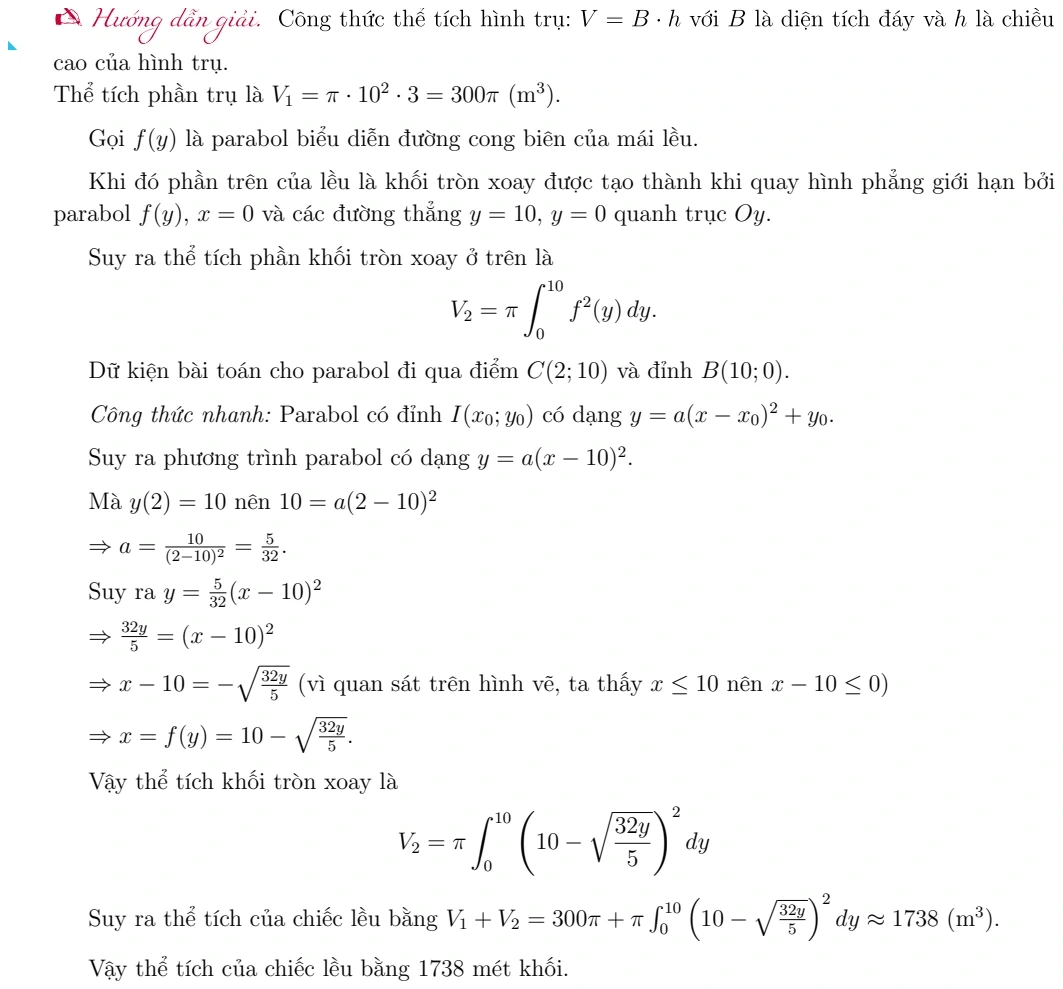 Hướng dẫn giải. Công thức thể tích hình trụ: V = B · h với B là diện tích đáy và h là chiều
cao của hình trụ.
Thể tích phần trụ là V₁ = π · 10² · 3 = 300π (m³).
Gọi f(y) là parabol biểu diễn đường cong biên của mái lều.
Khi đó phần trên của lều là khối tròn xoay được tạo thành khi quay hình phẳng giới hạn bởi
parabol f(y), x = 0 và các đường thẳng y = 10, y = 0 quanh trục Oy.
Suy ra thể tích phần khối tròn xoay ở trên là
V₂ = π ∫₀¹⁰ f²(y) dy.
Dữ kiện bài toán cho parabol đi qua điểm C(2; 10) và đỉnh B(10; 0).
Công thức nhanh: Parabol có đỉnh I(x₀; y₀) có dạng y = a(x − x₀)² + y₀.
Suy ra phương trình parabol có dạng y = a(x − 10)².
Mà y(2) = 10 nên 10 = a(2 − 10)²
⇒ a = 10/(2−10)² = 5/32.
Suy ra y = 5/32(x − 10)²
⇒ 32y/5 = (x − 10)²
⇒ x − 10 = −√(32y/5) (vì quan sát trên hình vẽ, ta thấy x ≤ 10 nên x − 10 ≤ 0)
⇒ x = f(y) = 10 − √(32y/5).
Vậy thể tích khối tròn xoay là
V₂ = π ∫₀¹⁰ (10 − √(32y/5))² dy
Suy ra thể tích của chiếc lều bằng V₁ + V₂ = 300π + π ∫₀¹⁰ (10 − √(32y/5))² dy ≈ 1738 (m³).
Vậy thể tích của chiếc lều bằng 1738 mét khối.